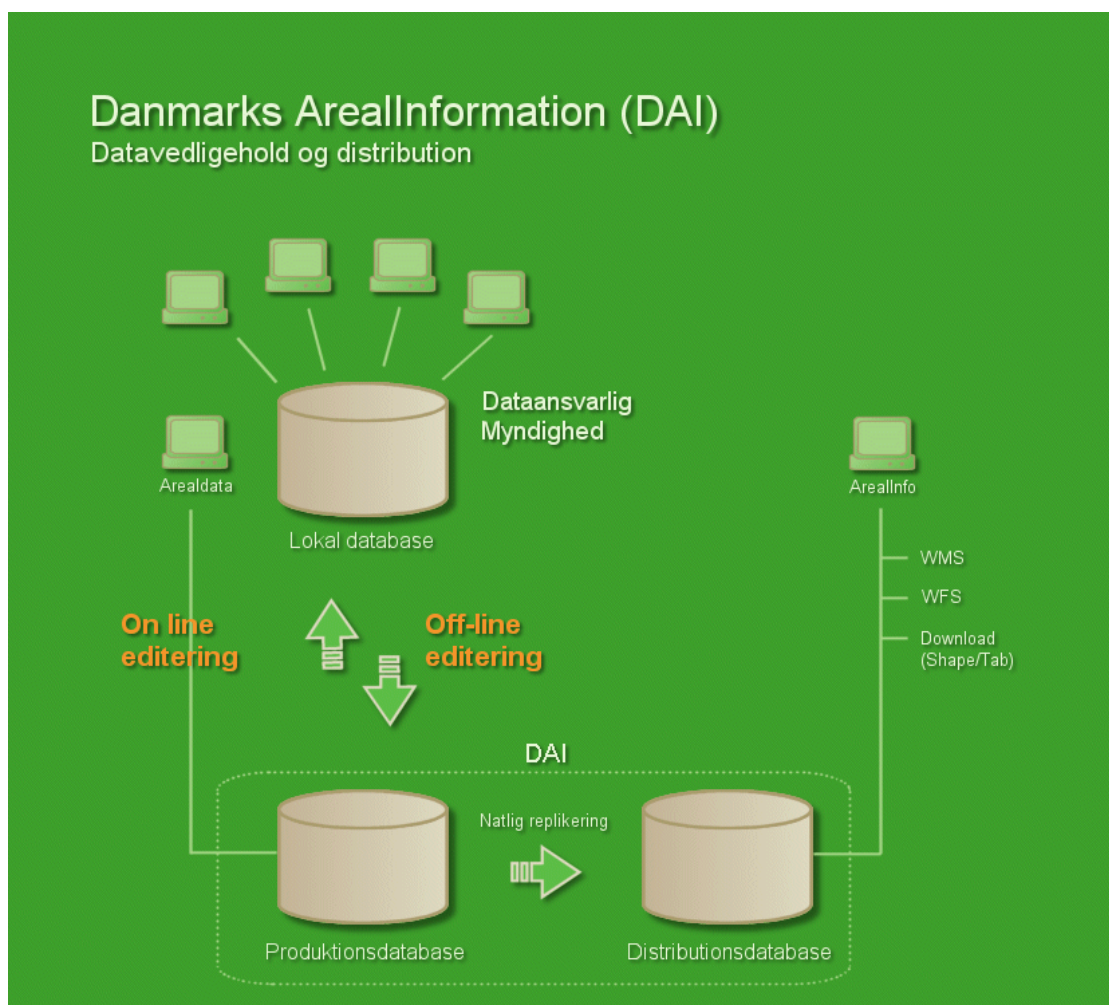 Danmarks ArealInformation (DAI)
Datavedligehold og distribution
Dataansvarlig
Myndighed
Arealdata
Lokal database
ArealInfo
WMS
WFS
Download
(Shape/Tab)
On line
editering
Off-line
editering
DAI
Natlig replikering
Produktionsdatabase
Distributionsdatabase